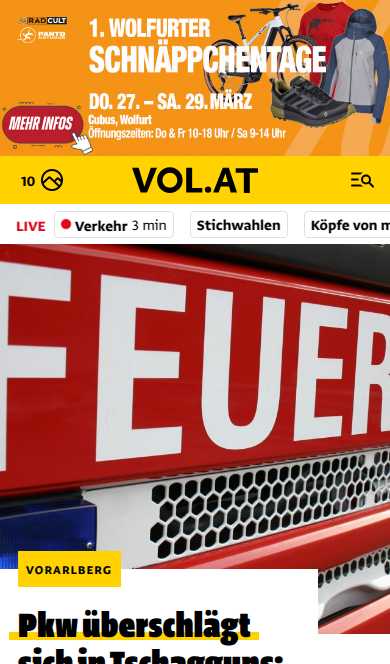 RADCULT
PANTO
1. WOLFURTER
SCHNÄPPCHENTAGE
DO. 27. – SA. 29. MÄRZ
Cubus, Wolfurt
Öffnungszeiten: Do & Fr 10-18 Uhr / Sa 9-14 Uhr
MEHR INFOS
10
VOL.AT
LIVE
Verkehr 3 min
Stichwahlen
Köpfe von m
FEUER
VORARLBERG
Pkw überschlägt
sich in Tschagguns: